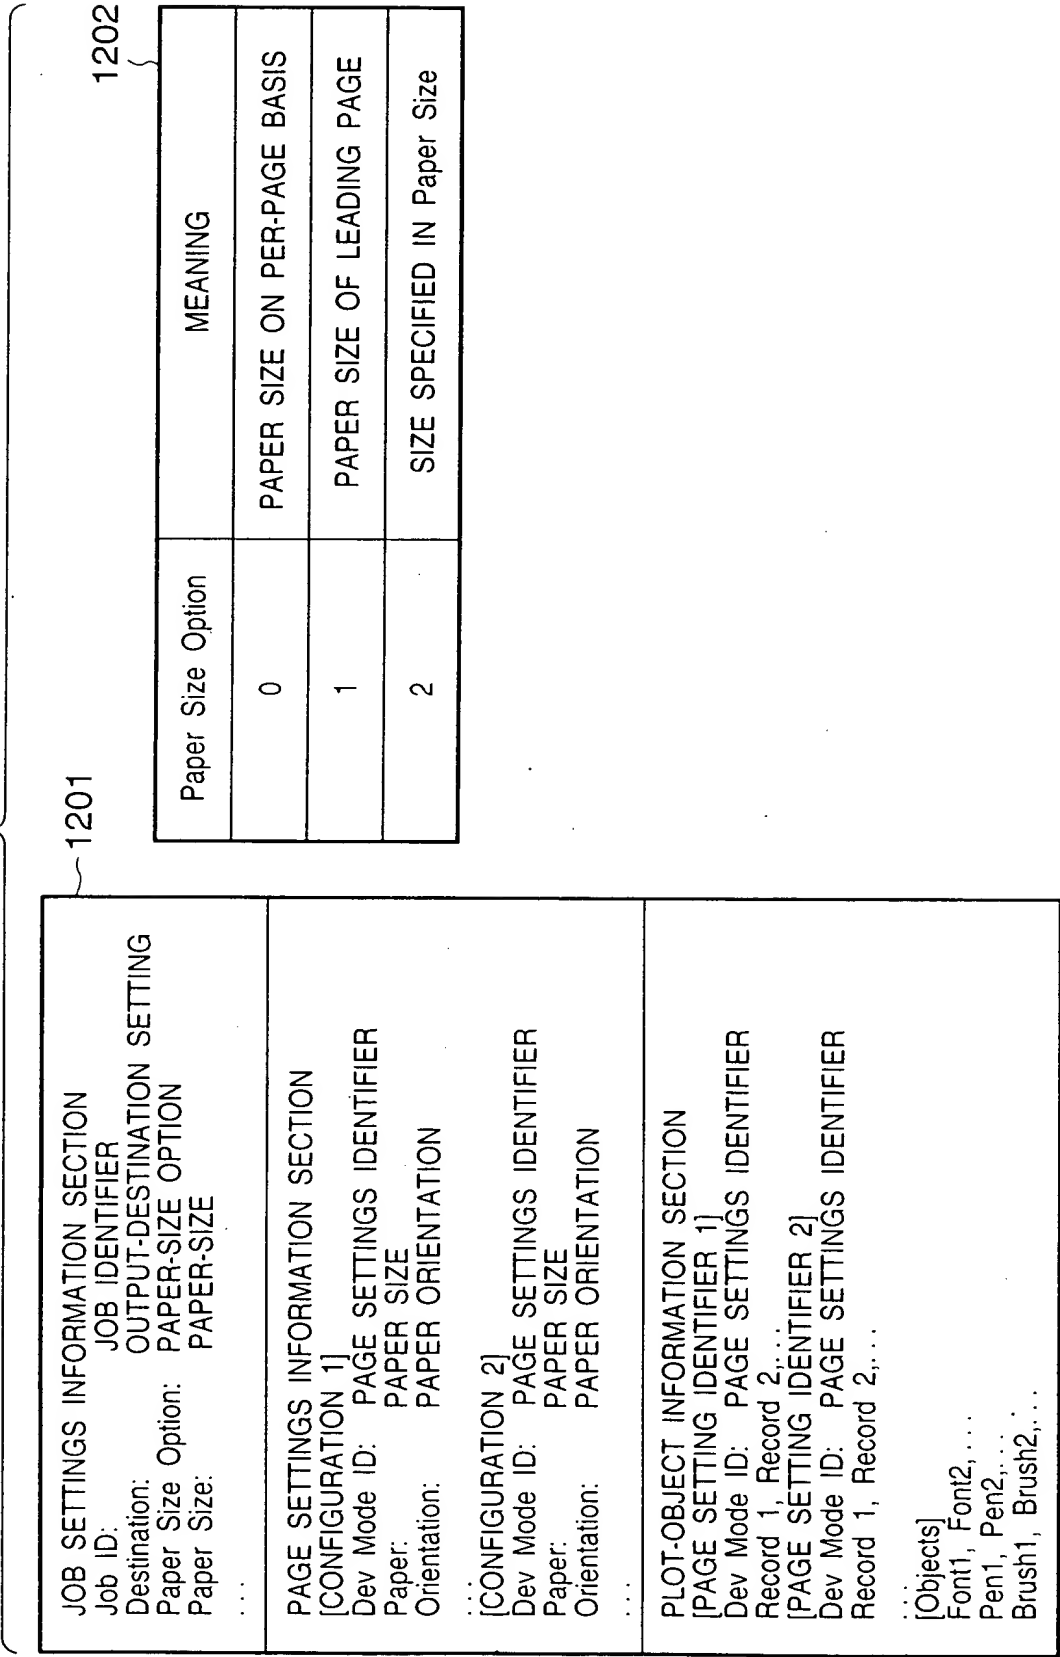 1201
JOB SETTINGS INFORMATION SECTION
Job ID: JOB IDENTIFIER
Destination: OUTPUT-DESTINATION SETTING
Paper Size Option: PAPER-SIZE OPTION
Paper Size: PAPER-SIZE
...
PAGE SETTINGS INFORMATION SECTION
[CONFIGURATION 1]
Dev Mode ID: PAGE SETTINGS IDENTIFIER
Paper: PAPER SIZE
Orientation: PAPER ORIENTATION
...
[CONFIGURATION 2]
Dev Mode ID: PAGE SETTINGS IDENTIFIER
Paper: PAPER SIZE
Orientation: PAPER ORIENTATION
...
PLOT-OBJECT INFORMATION SECTION
[PAGE SETTING IDENTIFIER 1]
Dev Mode ID: PAGE SETTINGS IDENTIFIER
Record 1, Record 2,...
[PAGE SETTING IDENTIFIER 2]
Dev Mode ID: PAGE SETTINGS IDENTIFIER
Record 1, Record 2,...
...
[Objects]
Font1, Font2,...
Pen1, Pen2,...
Brush1, Brush2,...
1202
Paper Size Option MEANING
0 PAPER SIZE ON PER-PAGE BASIS
1 PAPER SIZE OF LEADING PAGE
2 SIZE SPECIFIED IN Paper Size